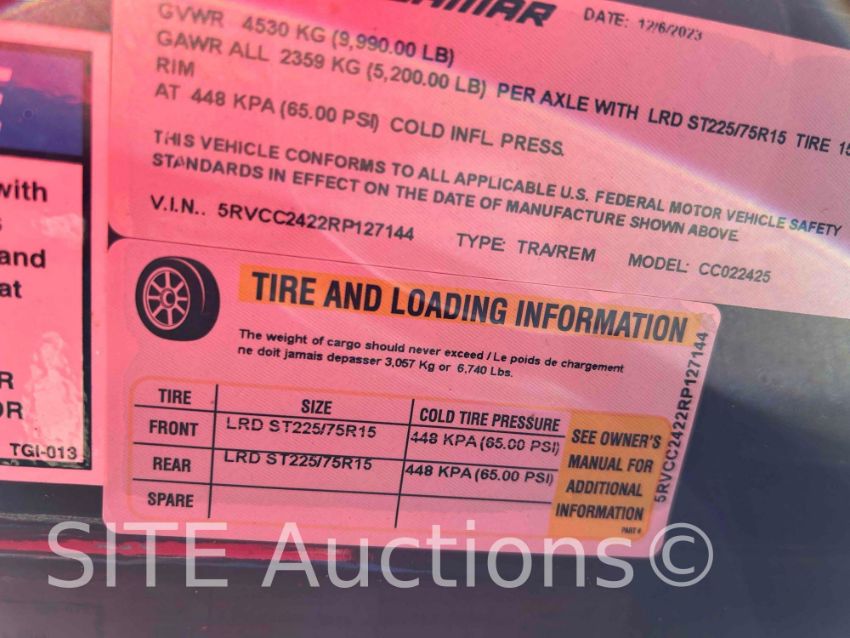 DATE: 12/6/2023
GVWR 4530 KG (9,990.00 LB)
GAWR ALL 2359 KG (5,200.00 LB) PER AXLE WITH LRD ST225/75R15 TIRE
RIM
AT 448 KPA (65.00 PSI) COLD INFL. PRESS.
THIS VEHICLE CONFORMS TO ALL APPLICABLE U.S. FEDERAL MOTOR VEHICLE SAFETY
STANDARDS IN EFFECT ON THE DATE OF MANUFACTURE SHOWN ABOVE.
V.I.N.. 5RVCC2422RP127144 TYPE: TRA/REM MODEL: CC022425
with
and
at
OR
TGI-013
TIRE AND LOADING INFORMATION
The weight of cargo should never exceed / Le poids de chargement
ne doit jamais depasser 3,057 Kg or 6,740 Lbs.
TIRE SIZE COLD TIRE PRESSURE
FRONT LRD ST225/75R15 448 KPA (65.00 PSI)
REAR LRD ST225/75R15 448 KPA (65.00 PSI)
SPARE
SEE OWNER'S
MANUAL FOR
ADDITIONAL
INFORMATION
PART #
5RVCC2422RP127144
SITE Auctions©